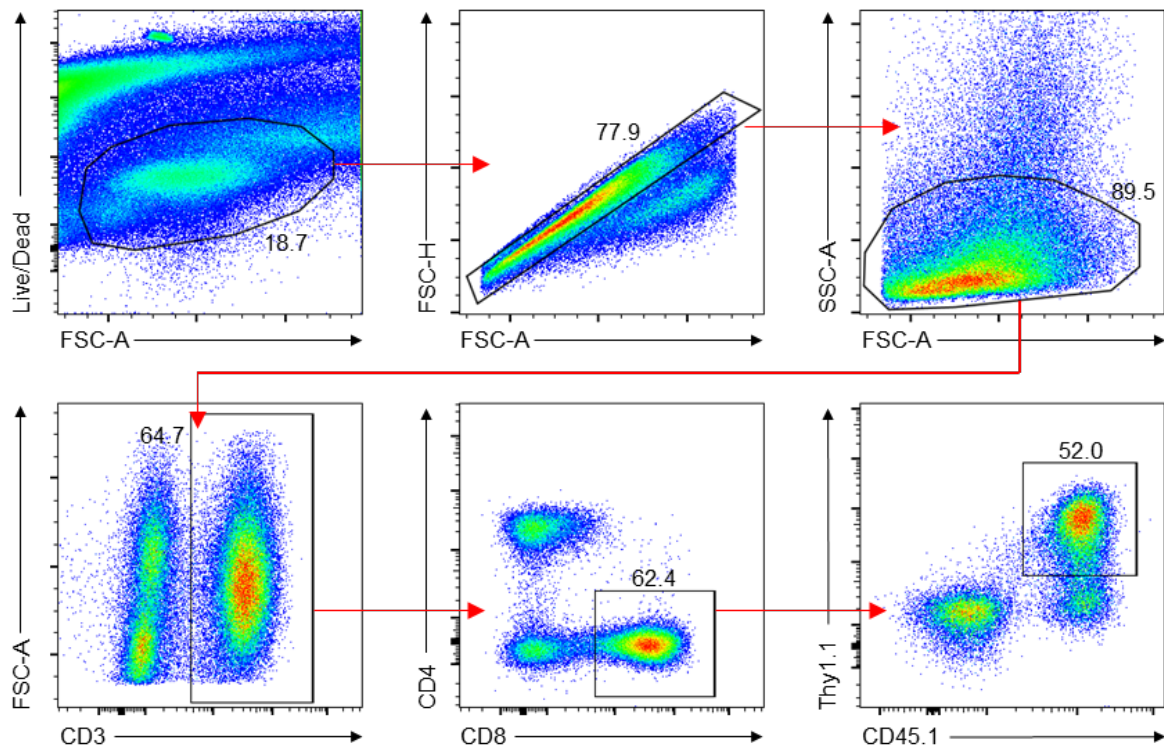 Live/Dead
18.7
FSC-A
FSC-H
77.9
FSC-A
SSC-A
89.5
FSC-A
FSC-A
64.7
CD3
CD4
62.4
CD8
Thy1.1
52.0
CD45.1